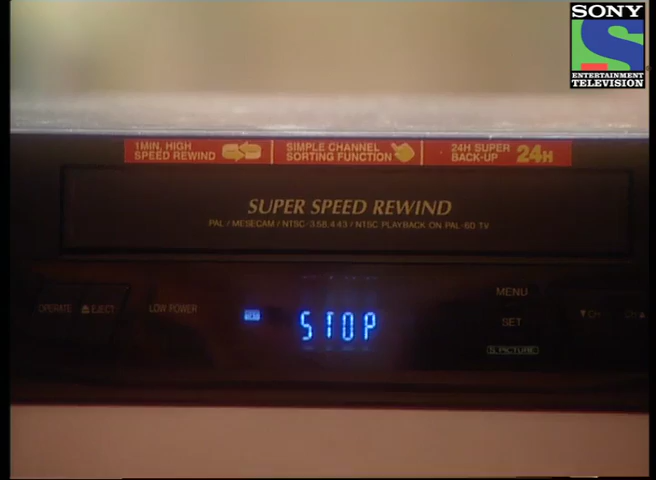 SONY
ENTERTAINMENT
TELEVISION
1MIN. HIGH
SPEED REWIND
SIMPLE CHANNEL
SORTING FUNCTION
24H SUPER
BACK-UP
24H
SUPER SPEED REWIND
PAL / MESECAM / NTSC-3.58.4.43 / NTSC PLAYBACK ON PAL-60 TV
OPERATE
EJECT
LOW POWER
STOP
MENU
SET
S.PICTURE
CH
CH